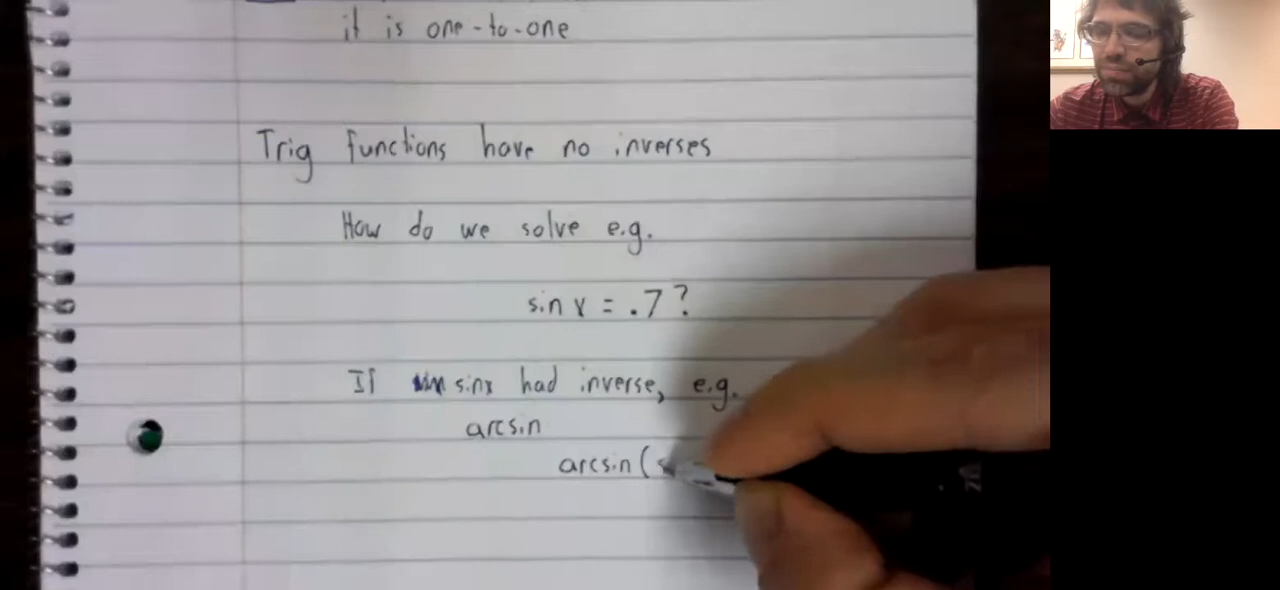 it is one-to-one
Trig functions have no inverses
How do we solve e.g.
sin x = .7?
If sinx had inverse, e.g.
arcsin
arcsin (s